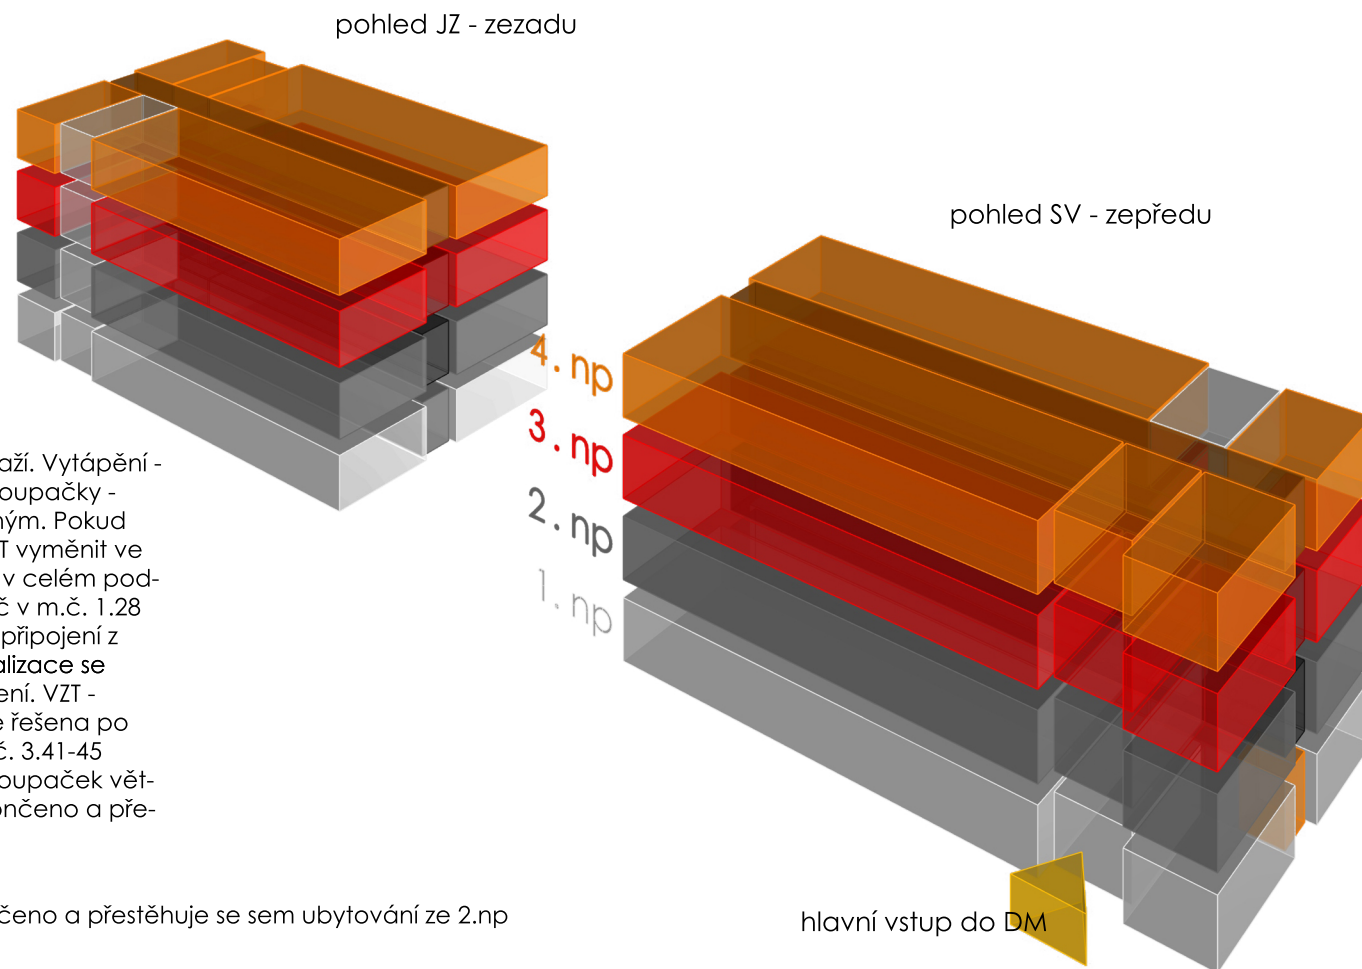 pohled JZ - zezadu
pohled SV - zepředu
4. np
3. np
2. np
1. np
aží. Vytápění -
oupačky -
ným. Pokud
T vyměnit ve
v celém pod-
č v m.č. 1.28
připojení z
alizace se
ení. VZT -
e řešena po
č. 3.41-45
oupaček vět-
ončeno a pře-
čeno a přestěhuje se sem ubytování ze 2.np
hlavní vstup do DM